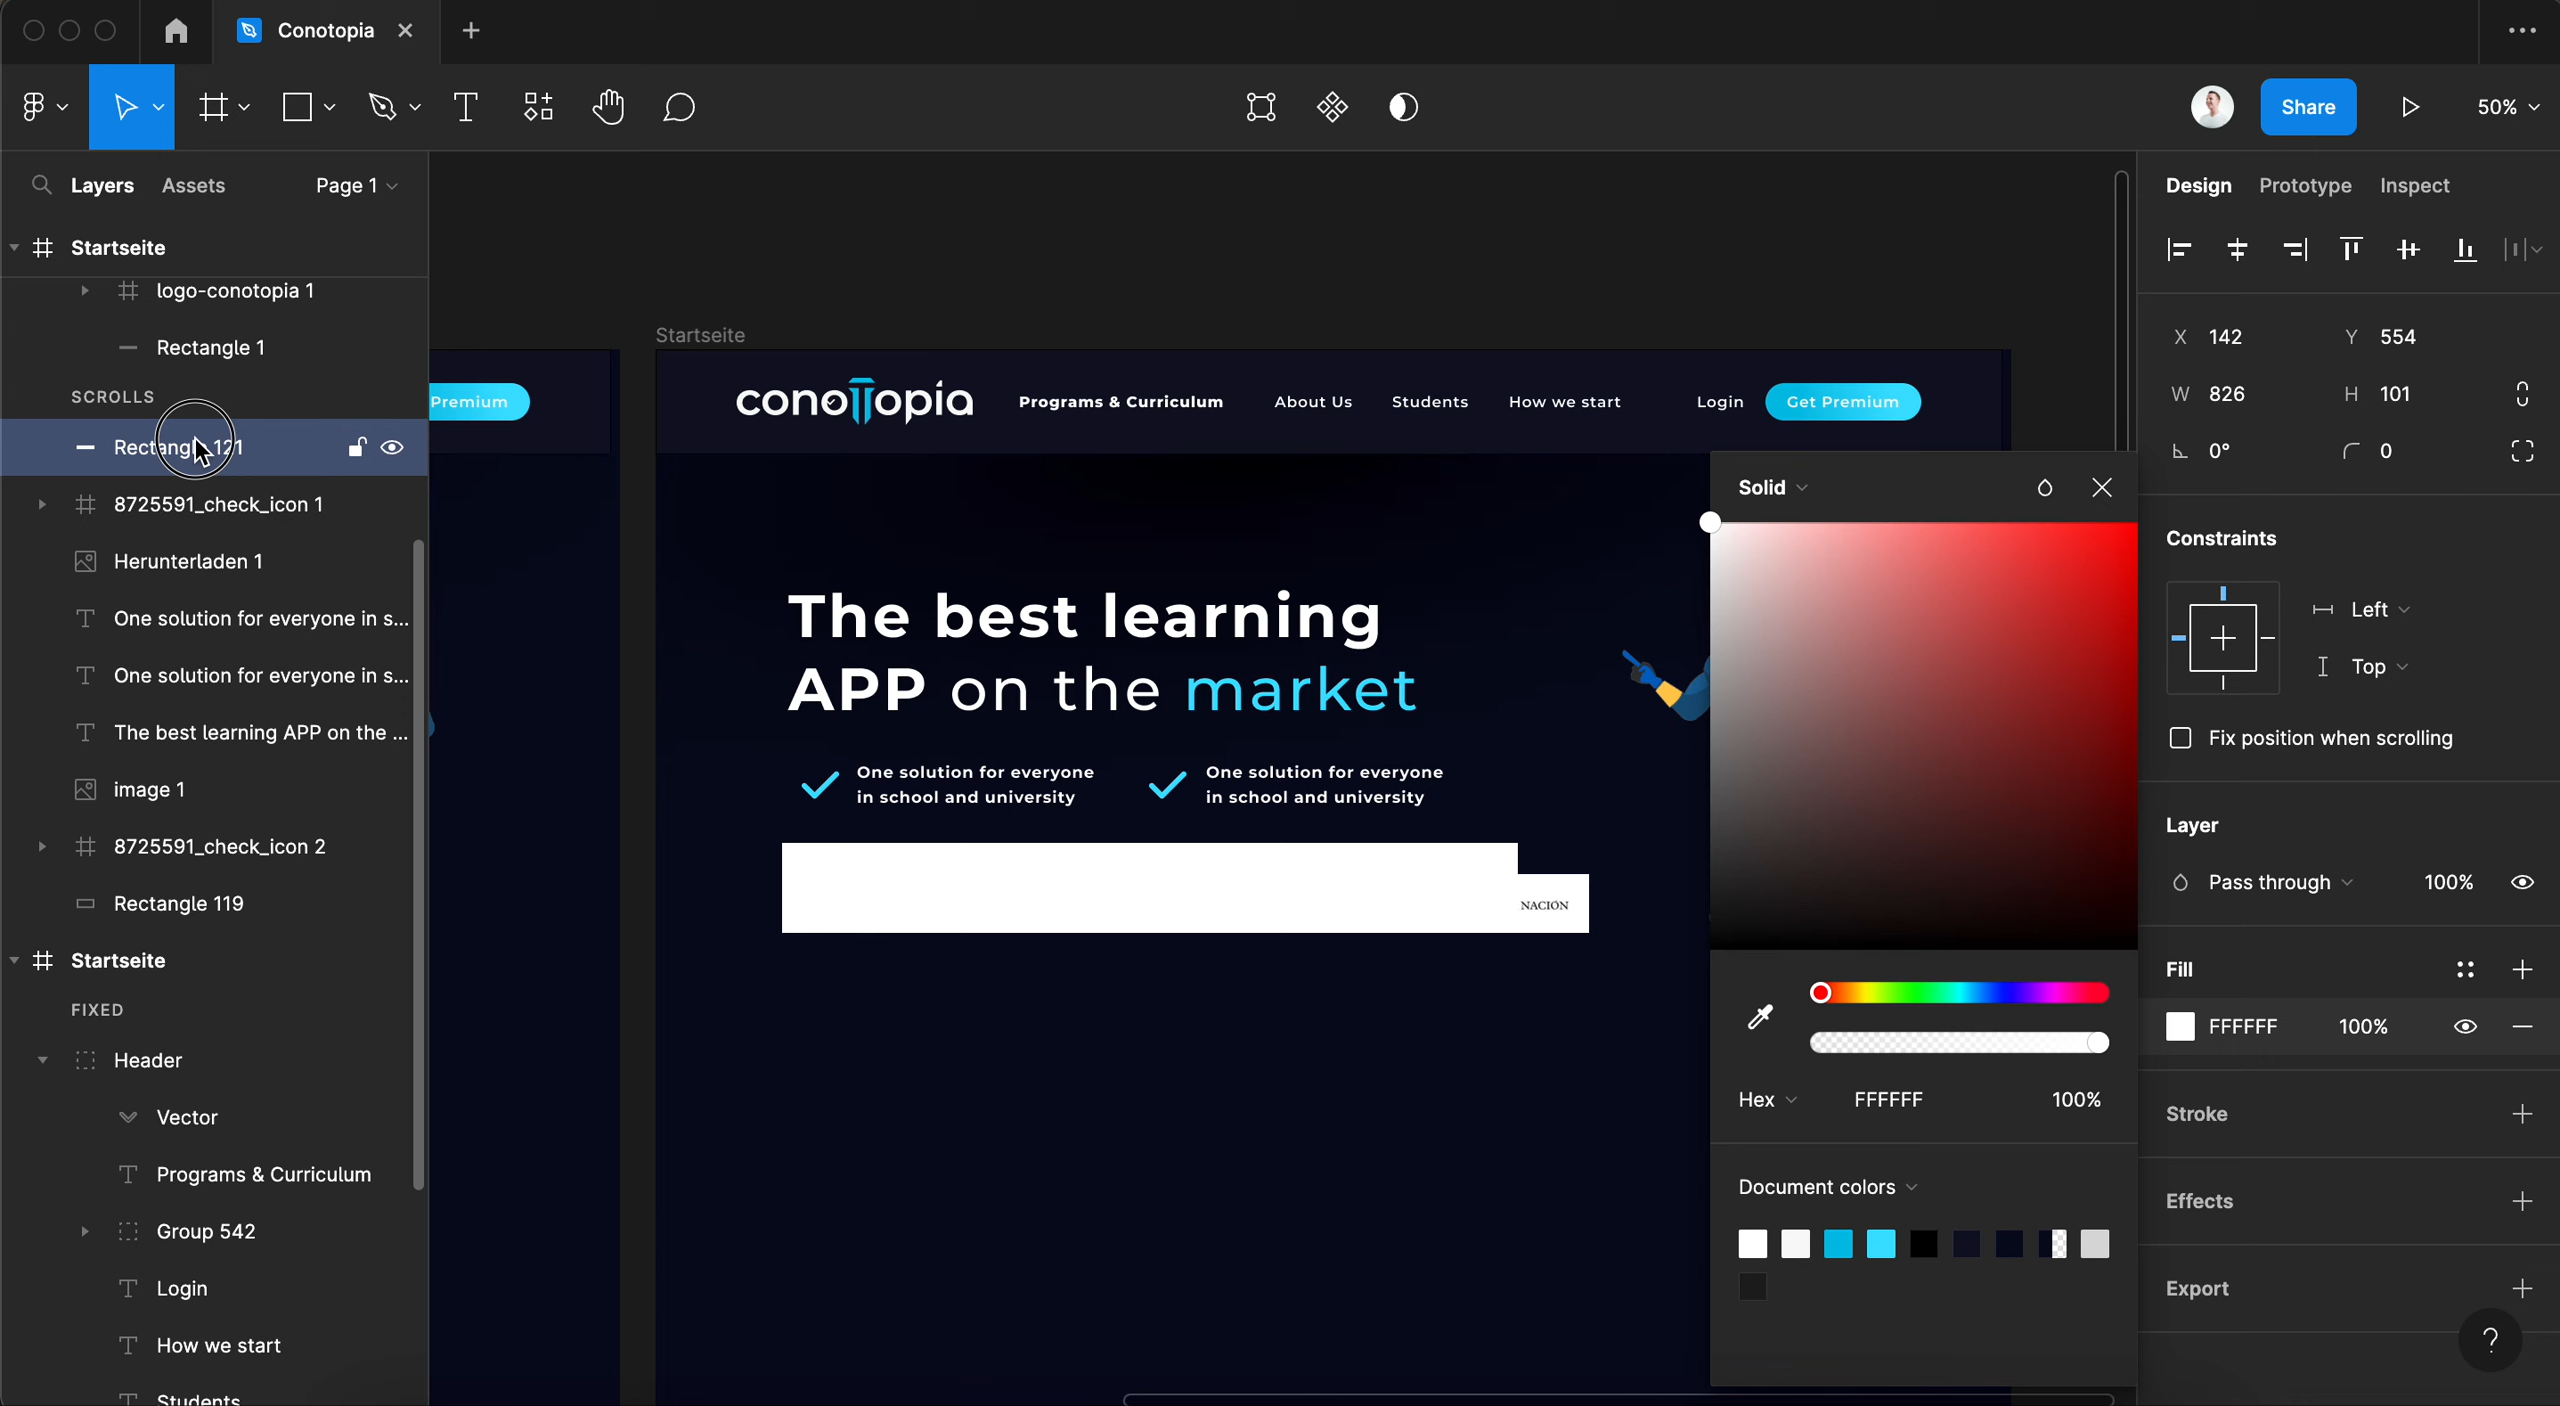 Conotopia
Share
50%
Layers
Assets
Page 1
Startseite
logo-conotopia 1
Rectangle 1
SCROLLS
Rectangle 121
8725591_check_icon 1
Herunterladen 1
One solution for everyone in s...
One solution for everyone in s...
The best learning APP on the ...
image 1
8725591_check_icon 2
Rectangle 119
Startseite
FIXED
Header
Vector
Programs & Curriculum
Group 542
Login
How we start
Students
Premium
Startseite
conotopia
Programs & Curriculum
About Us
Students
How we start
Login
Get Premium
The best learning
APP on the market
One solution for everyone
in school and university
One solution for everyone
in school and university
NACION
Solid
Hex
FFFFFF
100%
Document colors
Design
Prototype
Inspect
X 142
Y 554
W 826
H 101
0°
0
Constraints
Left
Top
Fix position when scrolling
Layer
Pass through
100%
Fill
FFFFFF
100%
Stroke
Effects
Export
?